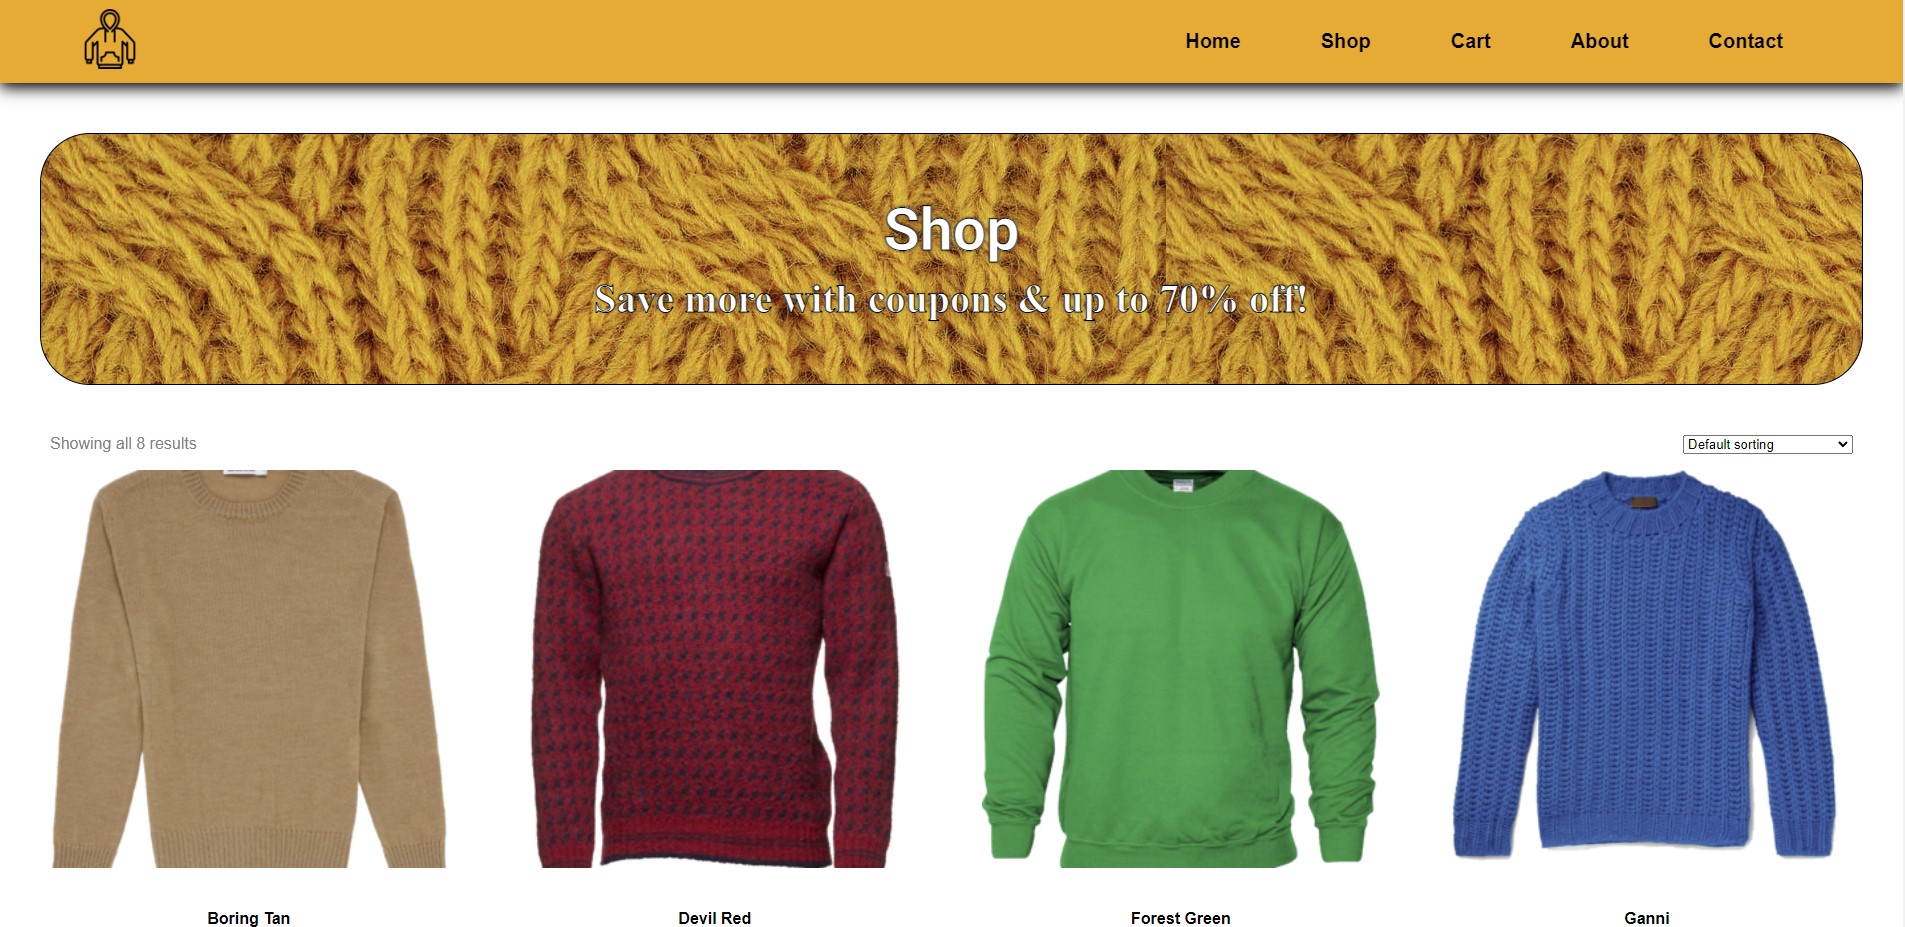 Home Shop Cart About Contact
Shop
Save more with coupons & up to 70% off!
Showing all 8 results
Default sorting
Boring Tan
Devil Red
Forest Green
Ganni